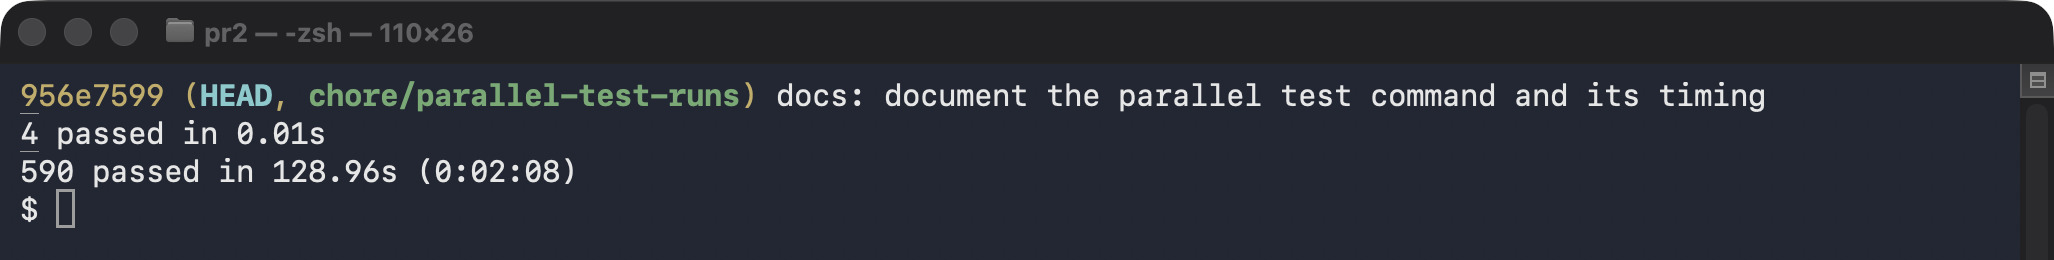 pr2 — -zsh — 110×26
956e7599 (HEAD, chore/parallel-test-runs) docs: document the parallel test command and its timing
4 passed in 0.01s
590 passed in 128.96s (0:02:08)
$